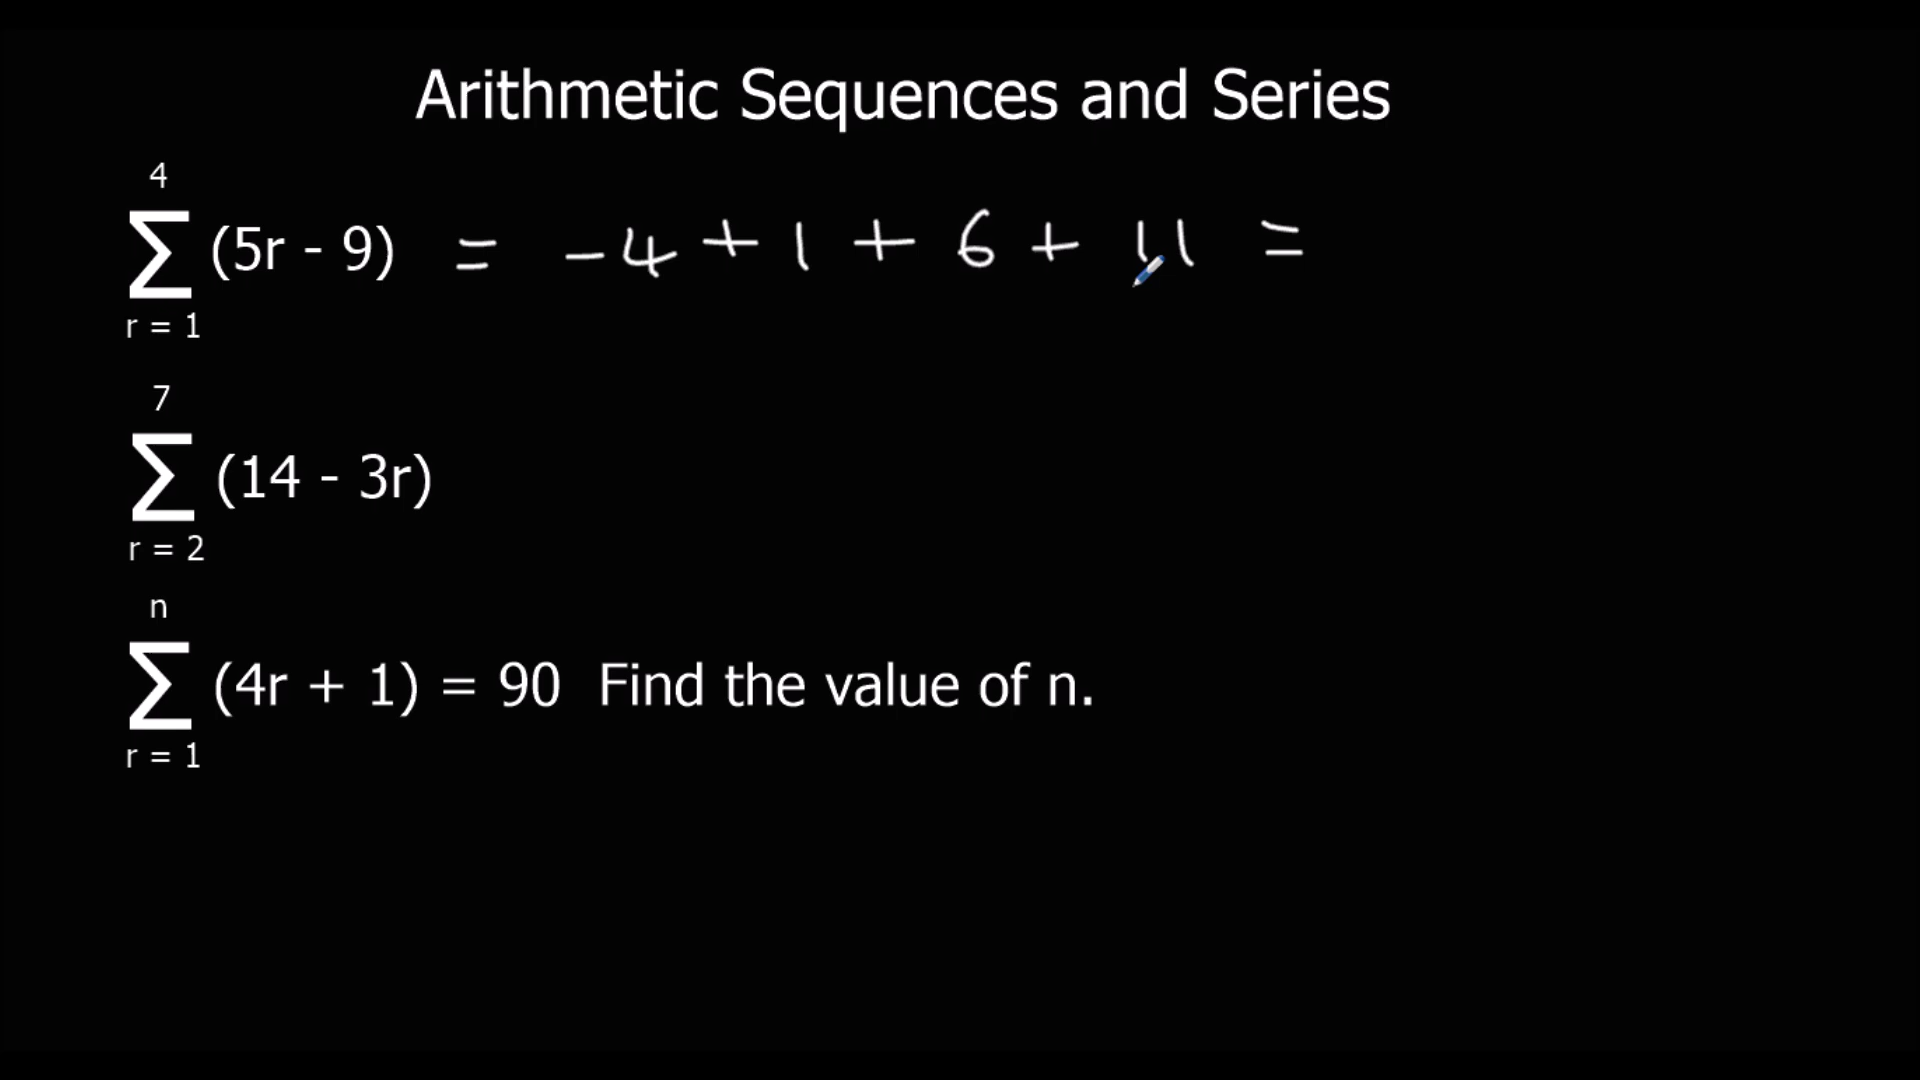 Arithmetic Sequences and Series
4
∑ (5r - 9) = -4 + 1 + 6 + 11 =
r = 1
7
∑ (14 - 3r)
r = 2
n
∑ (4r + 1) = 90 Find the value of n.
r = 1